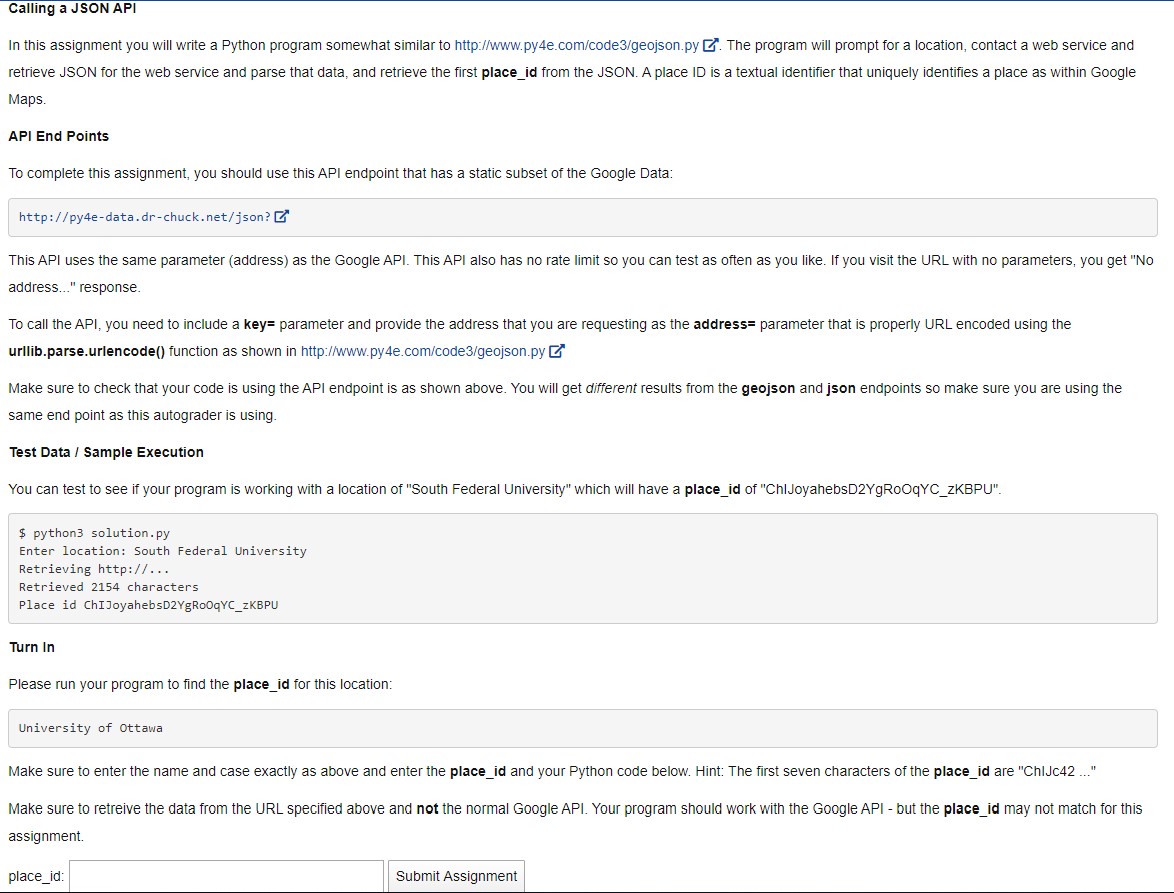 Calling a JSON API
In this assignment you will write a Python program somewhat similar to http://www.py4e.com/code3/geojson.py. The program will prompt for a location, contact a web service and
retrieve JSON for the web service and parse that data, and retrieve the first place_id from the JSON. A place ID is a textual identifier that uniquely identifies a place as within Google
Maps.
API End Points
To complete this assignment, you should use this API endpoint that has a static subset of the Google Data:
http://py4e-data.dr-chuck.net/json?
This API uses the same parameter (address) as the Google API. This API also has no rate limit so you can test as often as you like. If you visit the URL with no parameters, you get "No
address..." response.
To call the API, you need to include a key= parameter and provide the address that you are requesting as the address= parameter that is properly URL encoded using the
urllib.parse.urlencode() function as shown in http://www.py4e.com/code3/geojson.py
Make sure to check that your code is using the API endpoint is as shown above. You will get different results from the geojson and json endpoints so make sure you are using the
same end point as this autograder is using.
Test Data / Sample Execution
You can test to see if your program is working with a location of "South Federal University" which will have a place_id of "ChIJoyahebsD2YgRoOqYC_zKBPU".
$ python3 solution.py
Enter location: South Federal University
Retrieving http://...
Retrieved 2154 characters
Place id ChIJoyahebsD2YgRoOqYC_zKBPU
Turn In
Please run your program to find the place_id for this location:
University of Ottawa
Make sure to enter the name and case exactly as above and enter the place_id and your Python code below. Hint: The first seven characters of the place_id are "ChIJc42 ..."
Make sure to retreive the data from the URL specified above and not the normal Google API. Your program should work with the Google API - but the place_id may not match for this
assignment.
place_id: Submit Assignment